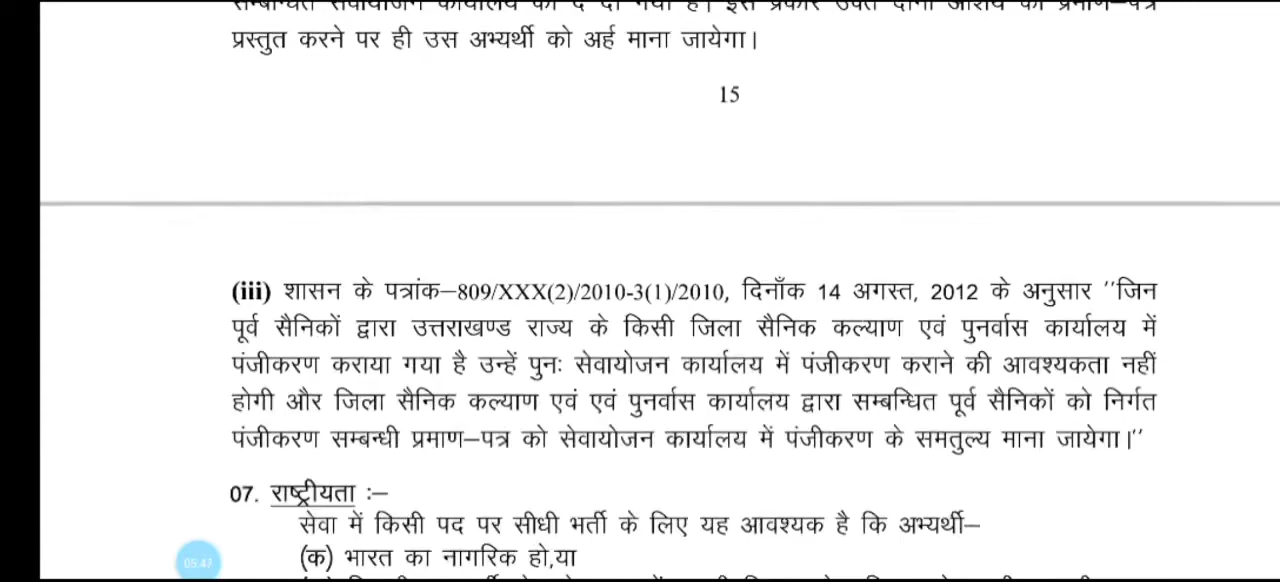 प्रस्तुत करने पर ही उस अभ्यर्थी को अर्ह माना जायेगा।
15
(iii) शासन के पत्रांक–809/XXX(2)/2010-3(1)/2010, दिनाँक 14 अगस्त, 2012 के अनुसार ''जिन
पूर्व सैनिकों द्वारा उत्तराखण्ड राज्य के किसी जिला सैनिक कल्याण एवं पुनर्वास कार्यालय में
पंजीकरण कराया गया है उन्हें पुनः सेवायोजन कार्यालय में पंजीकरण कराने की आवश्यकता नहीं
होगी और जिला सैनिक कल्याण एवं एवं पुनर्वास कार्यालय द्वारा सम्बन्धित पूर्व सैनिकों को निर्गत
पंजीकरण सम्बन्धी प्रमाण–पत्र को सेवायोजन कार्यालय में पंजीकरण के समतुल्य माना जायेगा।''
07. राष्ट्रीयता :–
सेवा में किसी पद पर सीधी भर्ती के लिए यह आवश्यक है कि अभ्यर्थी–
(क) भारत का नागरिक हो,या
05:47